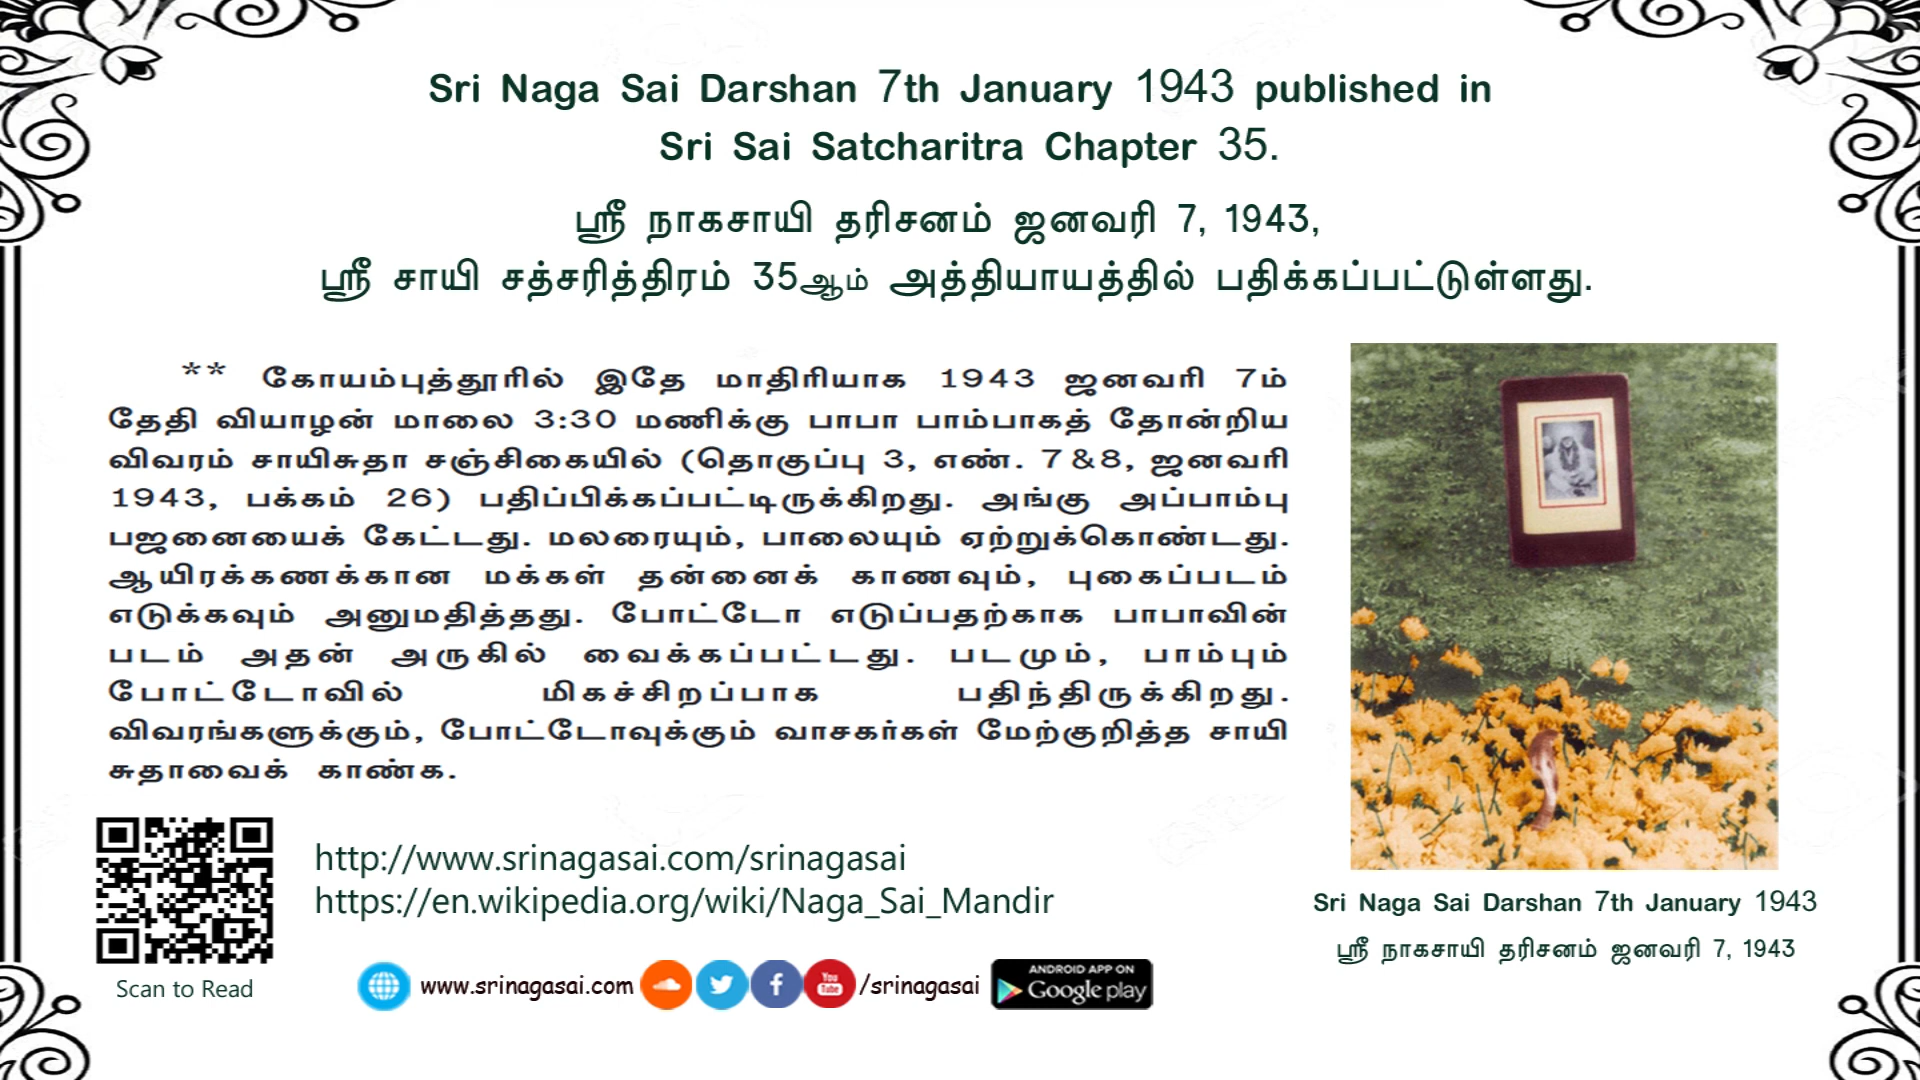 Sri Naga Sai Darshan 7th January 1943 published in
Sri Sai Satcharitra Chapter 35.
ஸ்ரீ நாகசாயி தரிசனம் ஜனவரி 7, 1943,
ஸ்ரீ சாயி சத்சரித்திரம் 35ஆம் அத்தியாயத்தில் பதிக்கப்பட்டுள்ளது.
** கோயம்புத்தூரில் இதே மாதிரியாக 1943 ஜனவரி 7ம்
தேதி வியாழன் மாலை 3:30 மணிக்கு பாபா பாம்பாகத் தோன்றிய
விவரம் சாயிசுதா சஞ்சிகையில் (தொகுப்பு 3, எண். 7&8, ஜனவரி
1943, பக்கம் 26) பதிப்பிக்கப்பட்டிருக்கிறது. அங்கு அப்பாம்பு
பஜனையைக் கேட்டது. மலரையும், பாலையும் ஏற்றுக்கொண்டது.
ஆயிரக்கணக்கான மக்கள் தன்னைக் காணவும், புகைப்படம்
எடுக்கவும் அனுமதித்தது. போட்டோ எடுப்பதற்காக பாபாவின்
படம் அதன் அருகில் வைக்கப்பட்டது. படமும், பாம்பும்
போட்டோவில் மிகச்சிறப்பாக பதிந்திருக்கிறது.
விவரங்களுக்கும், போட்டோவுக்கும் வாசகர்கள் மேற்குறித்த சாயி
சுதாவைக் காண்க.
http://www.srinagasai.com/srinagasai
https://en.wikipedia.org/wiki/Naga_Sai_Mandir
Scan to Read
www.srinagasai.com You Tube /srinagasai ANDROID APP ON Google play
Sri Naga Sai Darshan 7th January 1943
ஸ்ரீ நாகசாயி தரிசனம் ஜனவரி 7, 1943